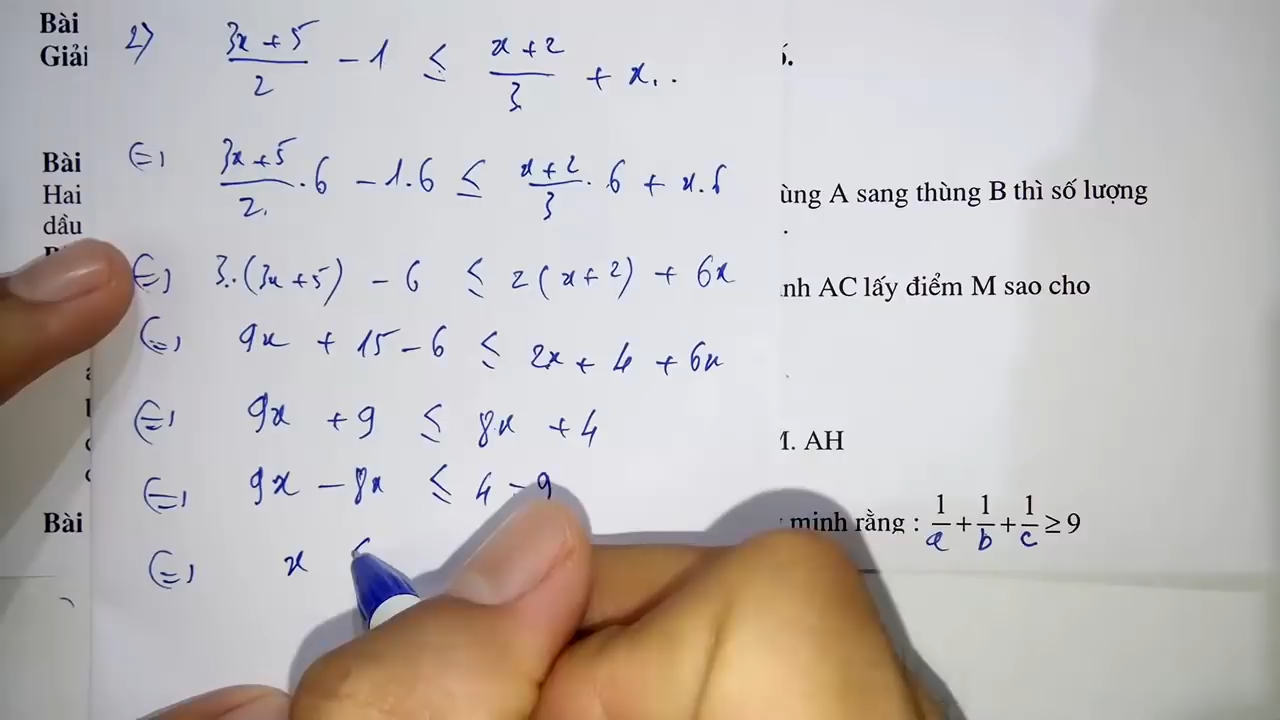 Bài
Giải
2) (3x + 5)/2 - 1 ≤ (x + 2)/3 + x.
Bài
Hai
dầu
⇔ (3x + 5)/2 . 6 - 1.6 ≤ (x + 2)/3 . 6 + x.6
ùng A sang thùng B thì số lượng
⇔ 3.(3x + 5) - 6 ≤ 2(x + 2) + 6x
nh AC lấy điểm M sao cho
⇔ 9x + 15 - 6 ≤ 2x + 4 + 6x
⇔ 9x + 9 ≤ 8x + 4
M. AH
⇔ 9x - 8x ≤ 4 - 9
Bài
minh rằng : 1/a + 1/b + 1/c ≥ 9
⇔ x